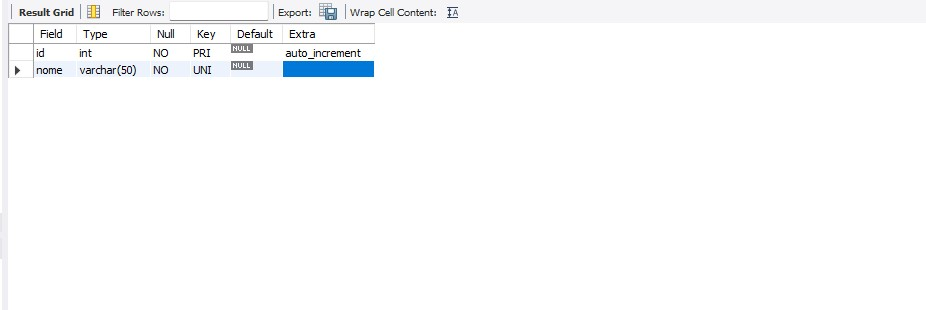 Result Grid Filter Rows: Export: Wrap Cell Content: IA
Field Type Null Key Default Extra
id int NO PRI NULL auto_increment
nome varchar(50) NO UNI NULL